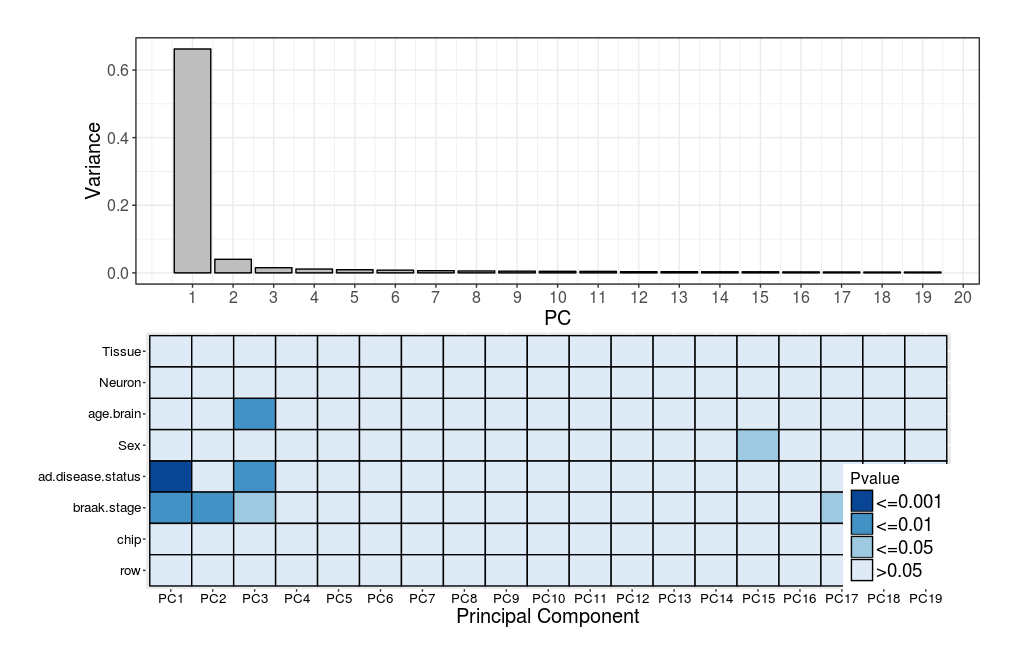 0.6
0.4
0.2
0.0
Variance
1 2 3 4 5 6 7 8 9 10 11 12 13 14 15 16 17 18 19 20
PC
Tissue
Neuron
age.brain
Sex
ad.disease.status
braak.stage
chip
row
Pvalue
<=0.001
<=0.01
<=0.05
>0.05
PC1 PC2 PC3 PC4 PC5 PC6 PC7 PC8 PC9 PC10 PC11 PC12 PC13 PC14 PC15 PC16 PC17 PC18 PC19
Principal Component